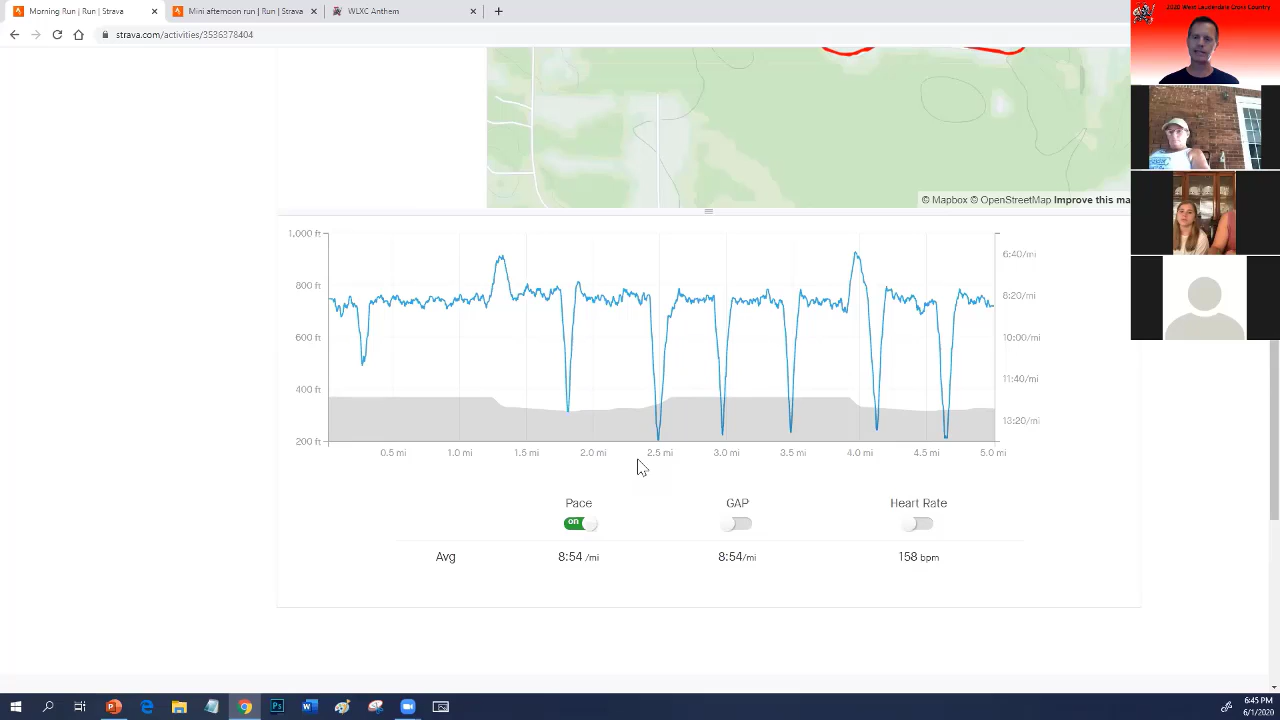 Morning Run | Run | Strava
Mini afternoon run | Run | Strava
WLXC Anthem
strava.com/activities/3536378404
2020 West Lauderdale Cross Country
© Mapbox © OpenStreetMap Improve this ma
1,000 ft
800 ft
600 ft
400 ft
200 ft
6:40/mi
8:20/mi
10:00/mi
11:40/mi
13:20/mi
0.5 mi 1.0 mi 1.5 mi 2.0 mi 2.5 mi 3.0 mi 3.5 mi 4.0 mi 4.5 mi 5.0 mi
Pace GAP Heart Rate
on
Avg 8:54 /mi 8:54/mi 158 bpm
6:45 PM
6/1/2020